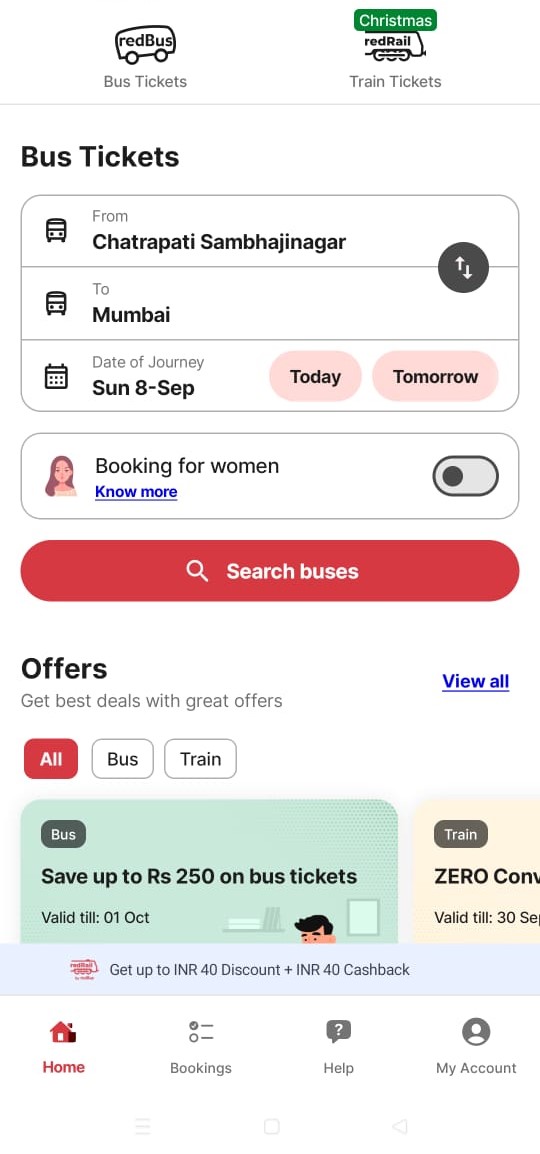 redBus
Bus Tickets
Christmas
redRail
Train Tickets
Bus Tickets
From
Chatrapati Sambhajinagar
To
Mumbai
Date of Journey
Sun 8-Sep
Today
Tomorrow
Booking for women
Know more
Search buses
Offers
Get best deals with great offers
View all
All
Bus
Train
Bus
Save up to Rs 250 on bus tickets
Valid till: 01 Oct
Train
ZERO Conv
Valid till: 30 Sep
redRail
Get up to INR 40 Discount + INR 40 Cashback
Home
Bookings
Help
My Account